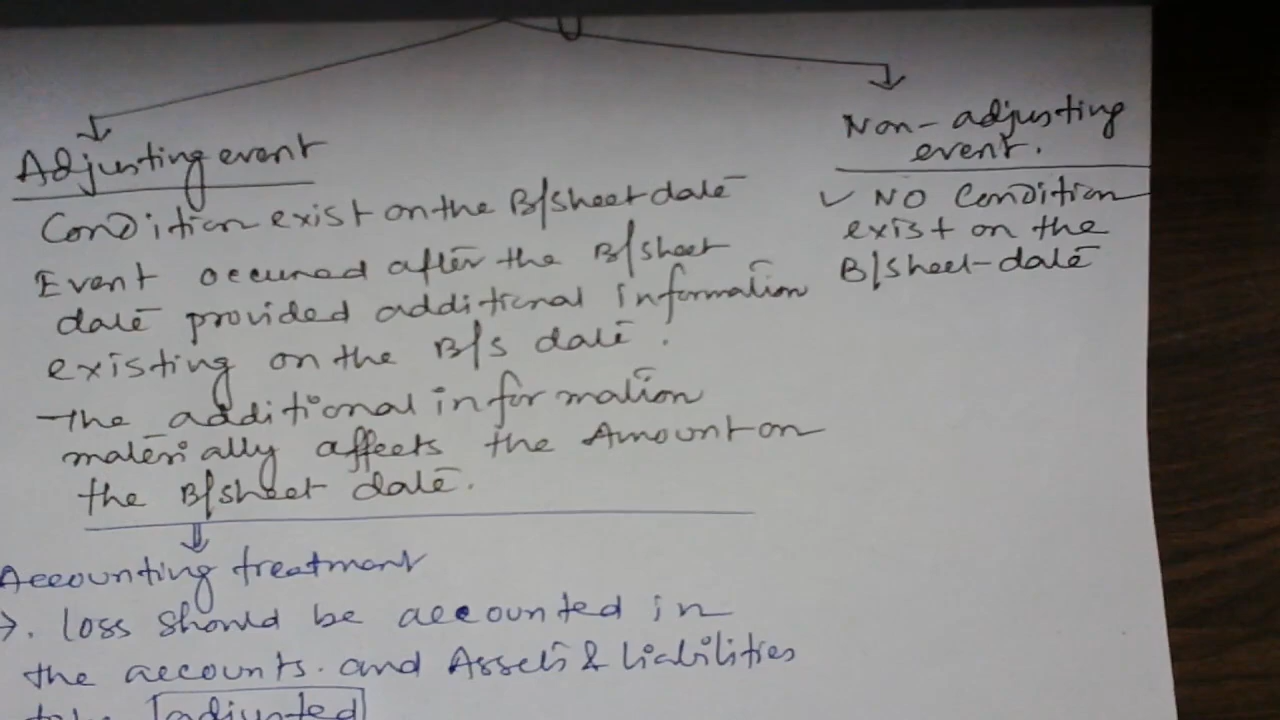 Adjusting event
Condition exist on the B/sheet date
Event occured after the B/sheet
date provided additional information
existing on the B/s date.
The additional information
materially affects the Amount on
the B/sheet date.
Accounting treatment
→. loss should be accounted in
the accounts. and Assets & liabilities
to be adjusted
Non-adjusting
event.
✓ NO Condition
exist on the
B/sheet-date